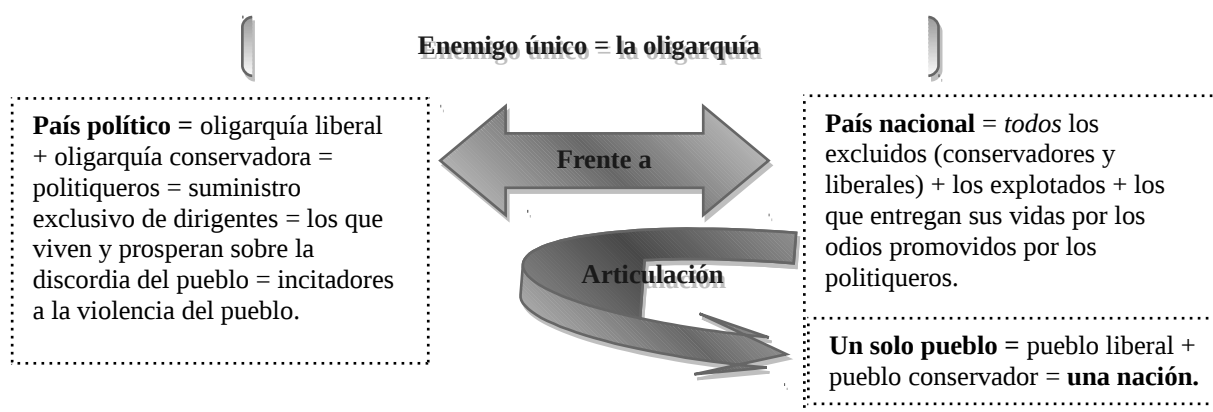 Enemigo único = la oligarquía
País político = oligarquía liberal
+ oligarquía conservadora =
politiqueros = suministro
exclusivo de dirigentes = los que
viven y prosperan sobre la
discordia del pueblo = incitadores
a la violencia del pueblo.
Frente a
Articulación
País nacional = todos los
excluidos (conservadores y
liberales) + los explotados + los
que entregan sus vidas por los
odios promovidos por los
politiqueros.
Un solo pueblo = pueblo liberal +
pueblo conservador = una nación.